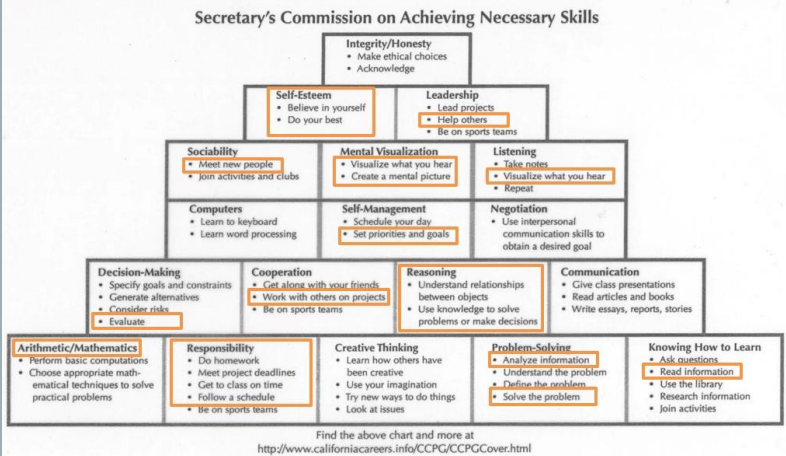 Secretary's Commission on Achieving Necessary Skills
Integrity/Honesty
• Make ethical choices
• Acknowledge
Self-Esteem
• Believe in yourself
• Do your best
Leadership
• Lead projects
• Help others
• Be on sports teams
Sociability
• Meet new people
• Join activities and clubs
Mental Visualization
• Visualize what you hear
• Create a mental picture
Listening
• Take notes
• Visualize what you hear
• Repeat
Computers
• Learn to keyboard
• Learn word processing
Self-Management
• Schedule your day
• Set priorities and goals
Negotiation
• Use interpersonal
communication skills to
obtain a desired goal
Decision-Making
• Specify goals and constraints
• Generate alternatives
• Consider risks
• Evaluate
Cooperation
• Get along with your friends
• Work with others on projects
• Be on sports teams
Reasoning
• Understand relationships
between objects
• Use knowledge to solve
problems or make decisions
Communication
• Give class presentations
• Read articles and books
• Write essays, reports, stories
Arithmetic/Mathematics
• Perform basic computations
• Choose appropriate math-
ematical techniques to solve
practical problems
Responsibility
• Do homework
• Meet project deadlines
• Get to class on time
• Follow a schedule
• Be on sports teams
Creative Thinking
• Learn how others have
been creative
• Use your imagination
• Try new ways to do things
• Look at issues
Problem-Solving
• Analyze information
• Understand the problem
• Define the problem
• Solve the problem
Knowing How to Learn
• Ask questions
• Read information
• Use the library
• Research information
• Join activities
Find the above chart and more at
http://www.californiacareers.info/CCPG/CCPGCover.html